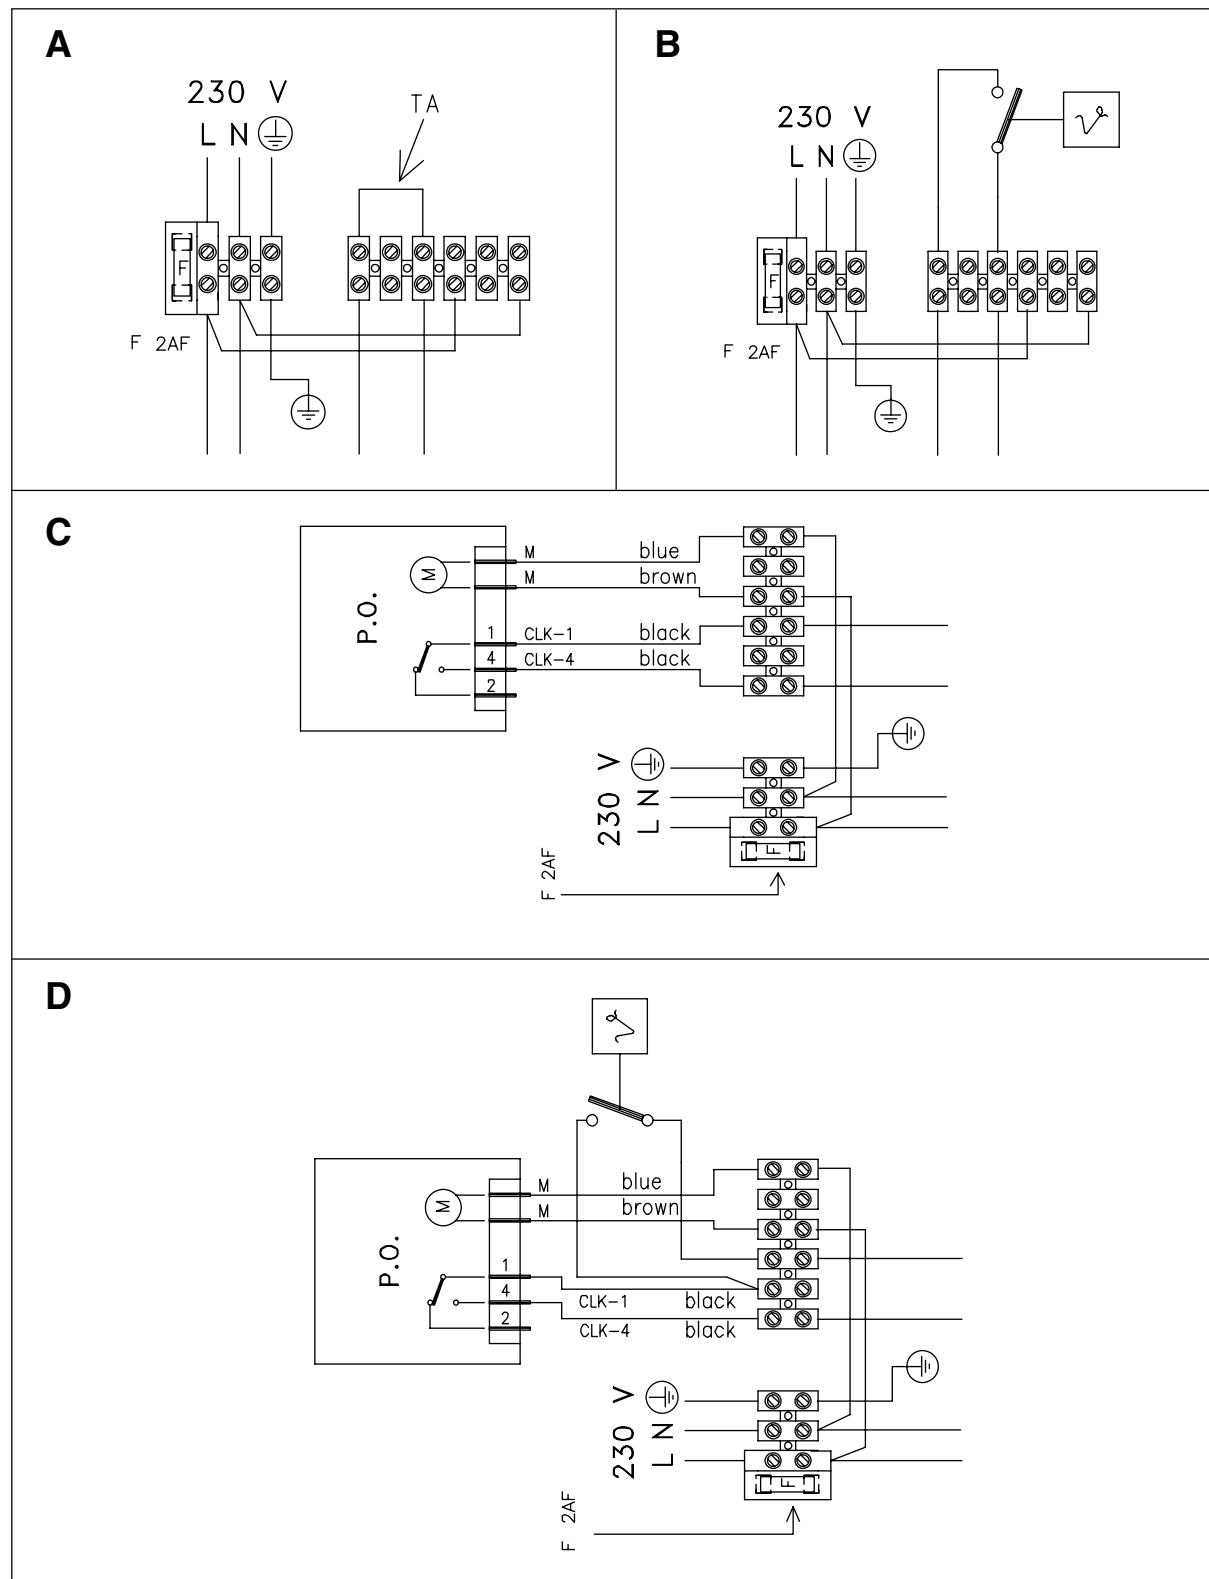 A
230 V
L N
TA
F
F 2AF
B
230 V
L N
F
F 2AF
C
P.O.
M
M blue
M brown
1 CLK-1 black
4 CLK-4 black
2
230 V
L N
F
F 2AF
D
P.O.
M
M blue
M brown
1
4
2
CLK-1 black
CLK-4 black
230 V
L N
F
F 2AF